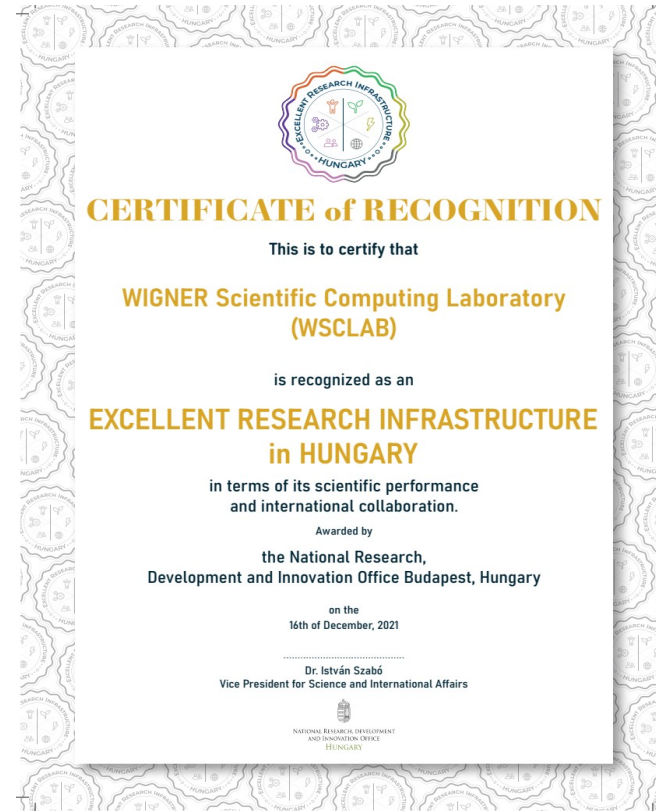 EXCELLENT RESEARCH INFRASTRUCTURE
HUNGARY
CERTIFICATE of RECOGNITION
This is to certify that
WIGNER Scientific Computing Laboratory
(WSCLAB)
is recognized as an
EXCELLENT RESEARCH INFRASTRUCTURE
in HUNGARY
in terms of its scientific performance
and international collaboration.
Awarded by
the National Research,
Development and Innovation Office Budapest, Hungary
on the
16th of December, 2021
Dr. István Szabó
Vice President for Science and International Affairs
NATIONAL RESEARCH, DEVELOPMENT
AND INNOVATION OFFICE
HUNGARY